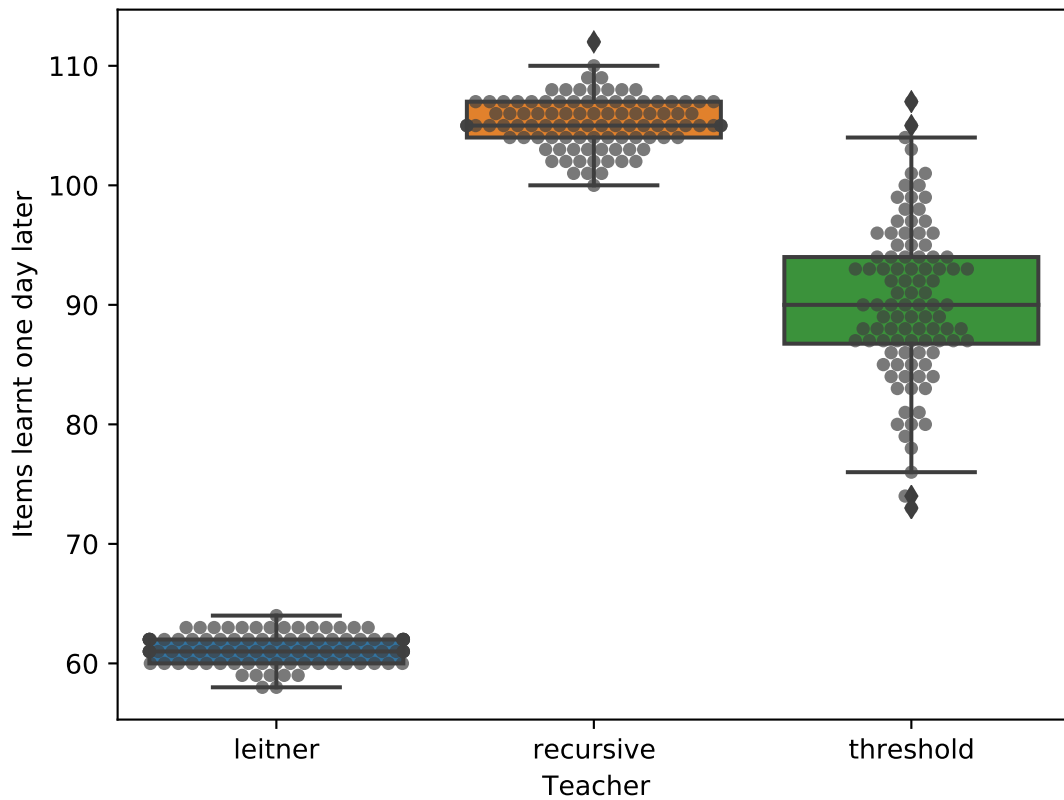 Items learnt one day later
110
100
90
80
70
60
leitner
recursive
threshold
Teacher